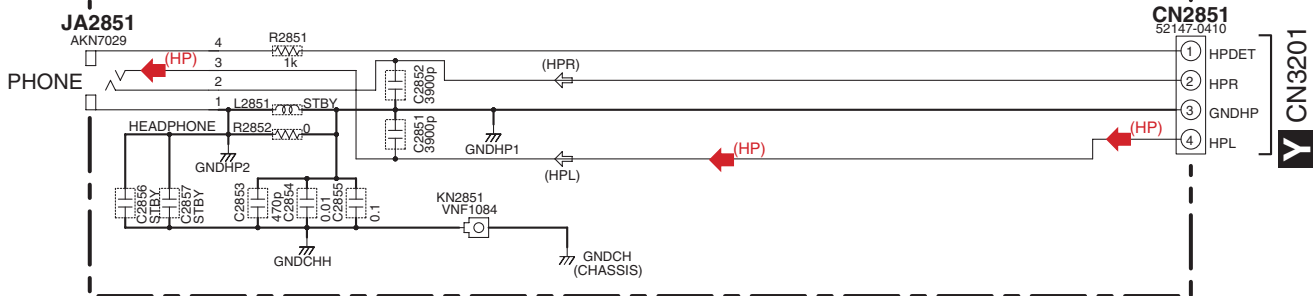 JA2851
AKN7029
PHONE
4
3
2
1
R2851
1k
(HP)
L2851
STBY
HEADPHONE
R2852
0
GNDHP2
C2856
STBY
C2857
STBY
C2853
470p
C2854
0.01
C2855
0.1
GNDCHH
C2852
3900p
C2851
3900p
GNDHP1
(HPR)
(HPL)
(HP)
KN2851
VNF1084
GNDCH
(CHASSIS)
CN2851
52147-0410
1 HPDET
2 HPR
3 GNDHP
(HP)
4 HPL
Y CN3201